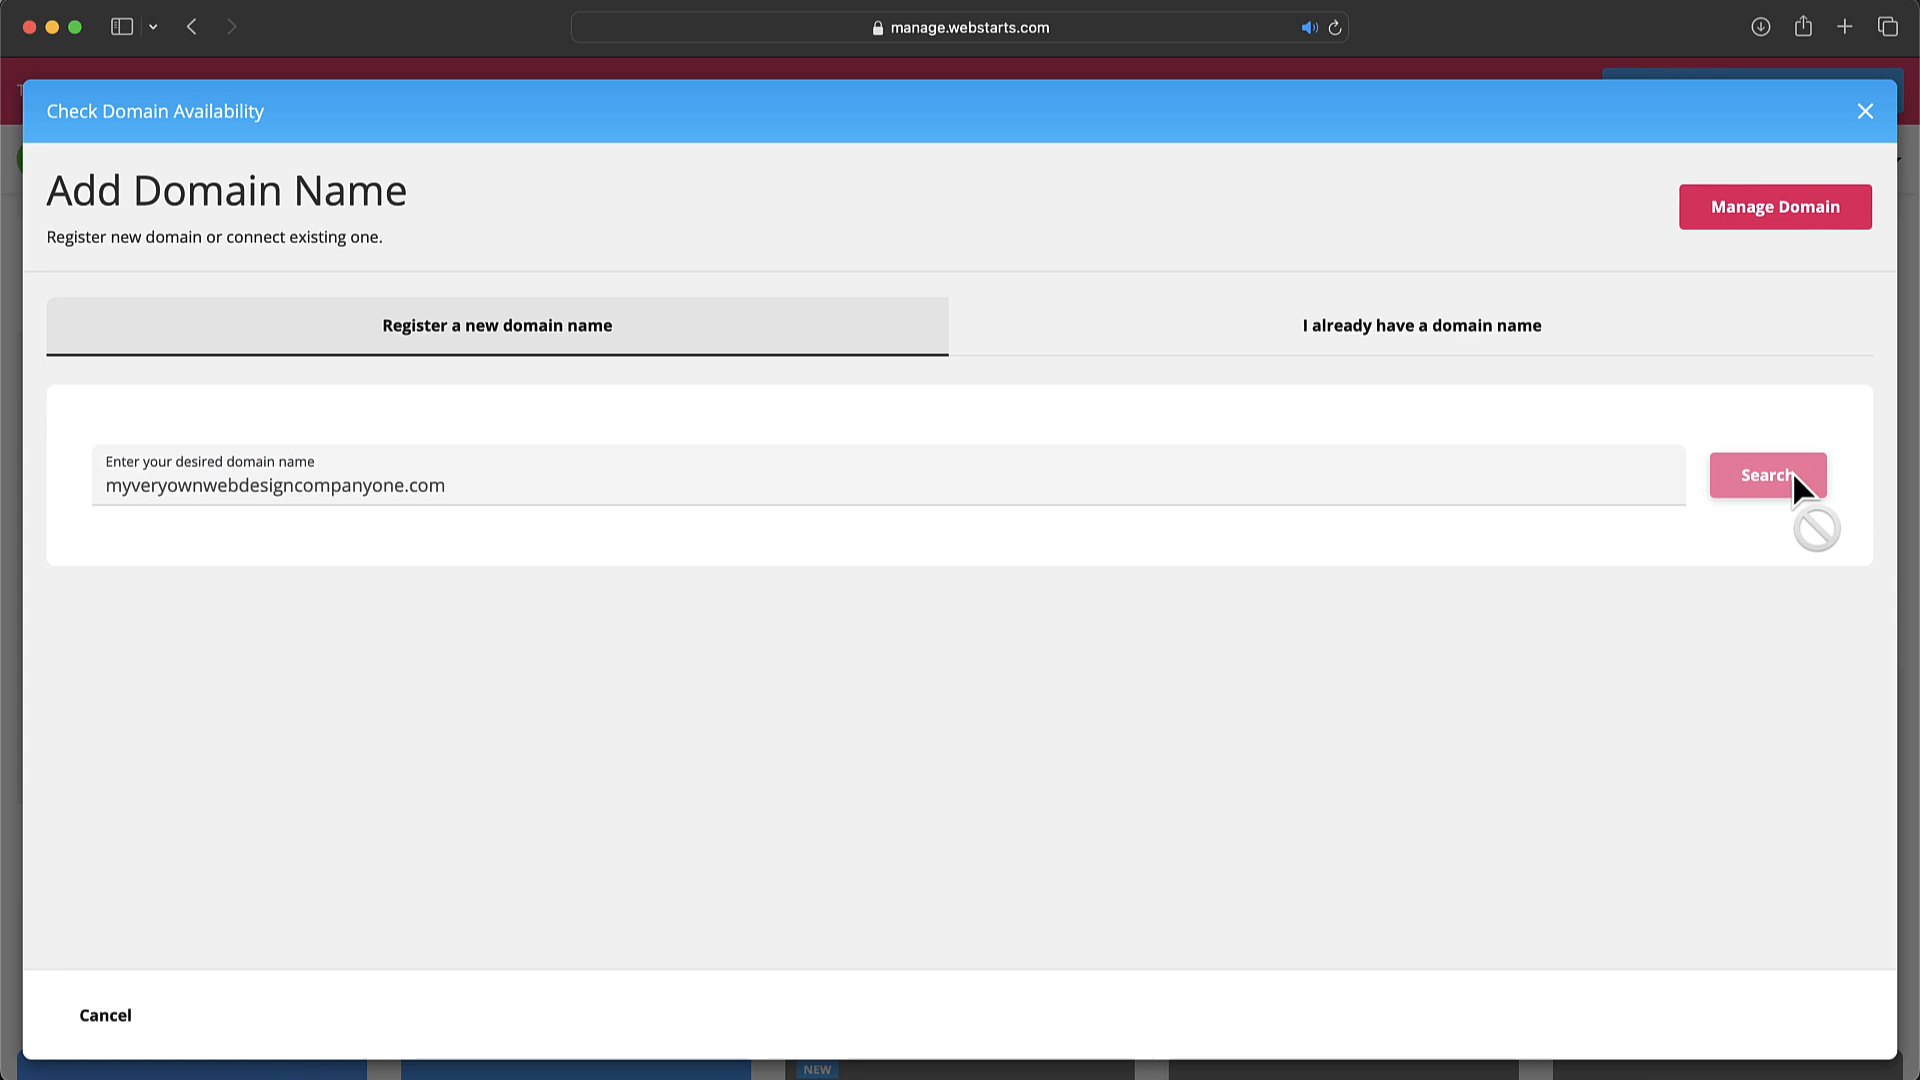 manage.webstarts.com
Check Domain Availability
Add Domain Name
Register new domain or connect existing one.
Manage Domain
Register a new domain name
I already have a domain name
Enter your desired domain name
myveryownwebdesigncompanyone.com
Search
Cancel
NEW